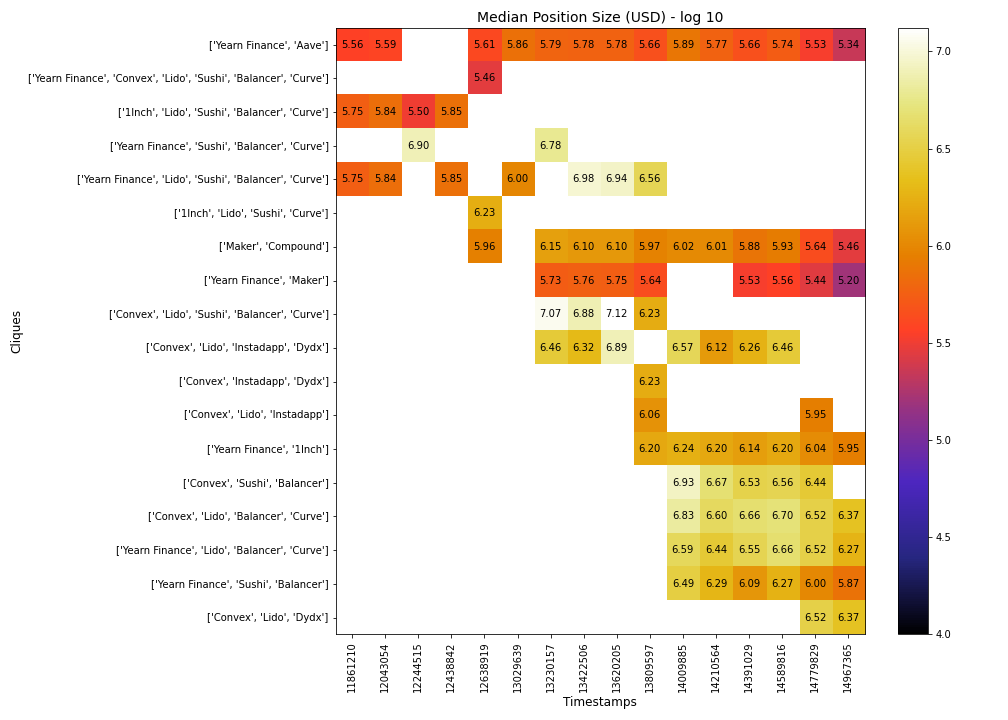 Median Position Size (USD) - log 10
['Yearn Finance', 'Aave'] 5.56 5.59 5.61 5.86 5.79 5.78 5.78 5.66 5.89 5.77 5.66 5.74 5.53 5.34
['Yearn Finance', 'Convex', 'Lido', 'Sushi', 'Balancer', 'Curve'] 5.46
['1Inch', 'Lido', 'Sushi', 'Balancer', 'Curve'] 5.75 5.84 5.50 5.85
['Yearn Finance', 'Sushi', 'Balancer', 'Curve'] 6.90 6.78
['Yearn Finance', 'Lido', 'Sushi', 'Balancer', 'Curve'] 5.75 5.84 5.85 6.00 6.98 6.94 6.56
['1Inch', 'Lido', 'Sushi', 'Curve'] 6.23
['Maker', 'Compound'] 5.96 6.15 6.10 6.10 5.97 6.02 6.01 5.88 5.93 5.64 5.46
['Yearn Finance', 'Maker'] 5.73 5.76 5.75 5.64 5.53 5.56 5.44 5.20
['Convex', 'Lido', 'Sushi', 'Balancer', 'Curve'] 7.07 6.88 7.12 6.23
['Convex', 'Lido', 'Instadapp', 'Dydx'] 6.46 6.32 6.89 6.57 6.12 6.26 6.46
['Convex', 'Instadapp', 'Dydx'] 6.23
['Convex', 'Lido', 'Instadapp'] 6.06 5.95
['Yearn Finance', '1Inch'] 6.20 6.24 6.20 6.14 6.20 6.04 5.95
['Convex', 'Sushi', 'Balancer'] 6.93 6.67 6.53 6.56 6.44
['Convex', 'Lido', 'Balancer', 'Curve'] 6.83 6.60 6.66 6.70 6.52 6.37
['Yearn Finance', 'Lido', 'Balancer', 'Curve'] 6.59 6.44 6.55 6.66 6.52 6.27
['Yearn Finance', 'Sushi', 'Balancer'] 6.49 6.29 6.09 6.27 6.00 5.87
['Convex', 'Lido', 'Dydx'] 6.52 6.37
Cliques
11861210 12043054 12244515 12438842 12638919 13029639 13230157 13422506 13620205 13809597 14009885 14210564 14391029 14589816 14779829 14967365
Timestamps
7.0
6.5
6.0
5.5
5.0
4.5
4.0